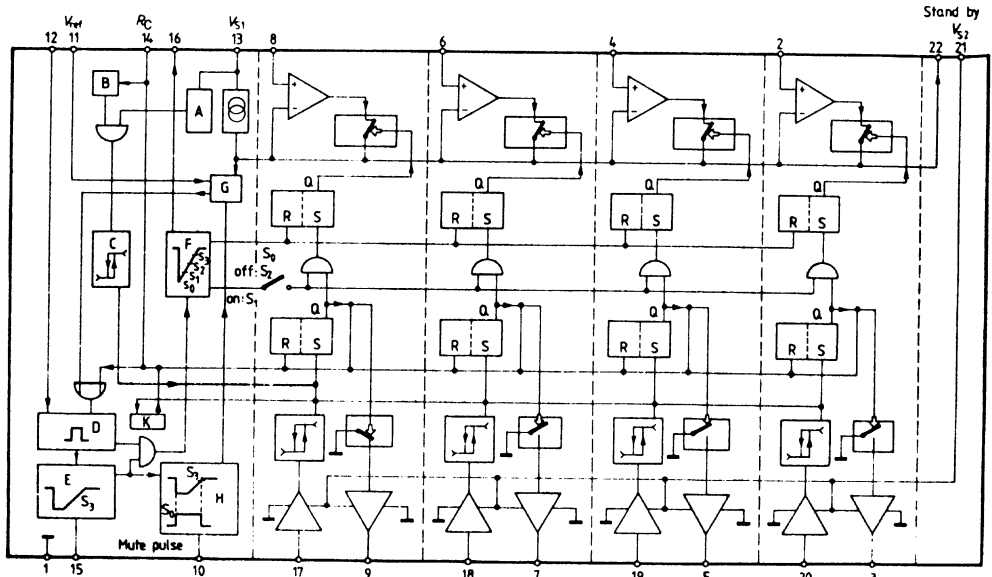 Stand by
Vref RC VS1 VS2
12 11 14 16 13 8 6 4 2 22 21
B
A
+ + + +
- - - -
G
Q Q Q Q
R S R S R S R S
C
F
S3
S2
S1
S0
S0
off:S2
on:S1
Q Q Q Q
R S R S R S R S
K
D
E
S3
S3
S0
H
Mute pulse
1 15 10 17 9 18 7 19 5 20 3